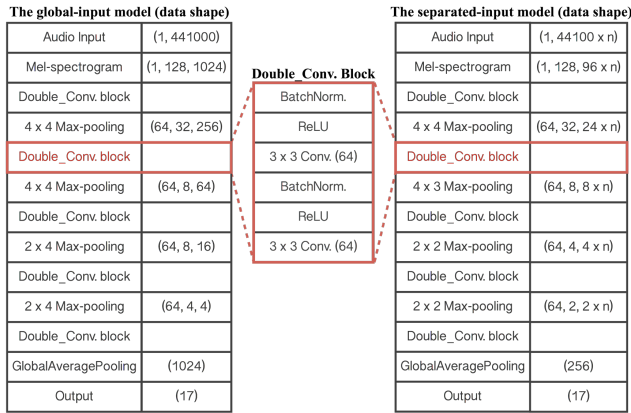 The global-input model (data shape)
Audio Input (1, 441000)
Mel-spectrogram (1, 128, 1024)
Double_Conv. block
4 x 4 Max-pooling (64, 32, 256)
Double_Conv. block
4 x 4 Max-pooling (64, 8, 64)
Double_Conv. block
2 x 4 Max-pooling (64, 8, 16)
Double_Conv. block
2 x 4 Max-pooling (64, 4, 4)
Double_Conv. block
GlobalAveragePooling (1024)
Output (17)
Double_Conv. Block
BatchNorm.
ReLU
3 x 3 Conv. (64)
BatchNorm.
ReLU
3 x 3 Conv. (64)
The separated-input model (data shape)
Audio Input (1, 44100 x n)
Mel-spectrogram (1, 128, 96 x n)
Double_Conv. block
4 x 4 Max-pooling (64, 32, 24 x n)
Double_Conv. block
4 x 3 Max-pooling (64, 8, 8 x n)
Double_Conv. block
2 x 2 Max-pooling (64, 4, 4 x n)
Double_Conv. block
2 x 2 Max-pooling (64, 2, 2 x n)
Double_Conv. block
GlobalAveragePooling (256)
Output (17)